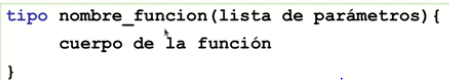 tipo nombre_funcion(lista de parámetros){
cuerpo de la función
}